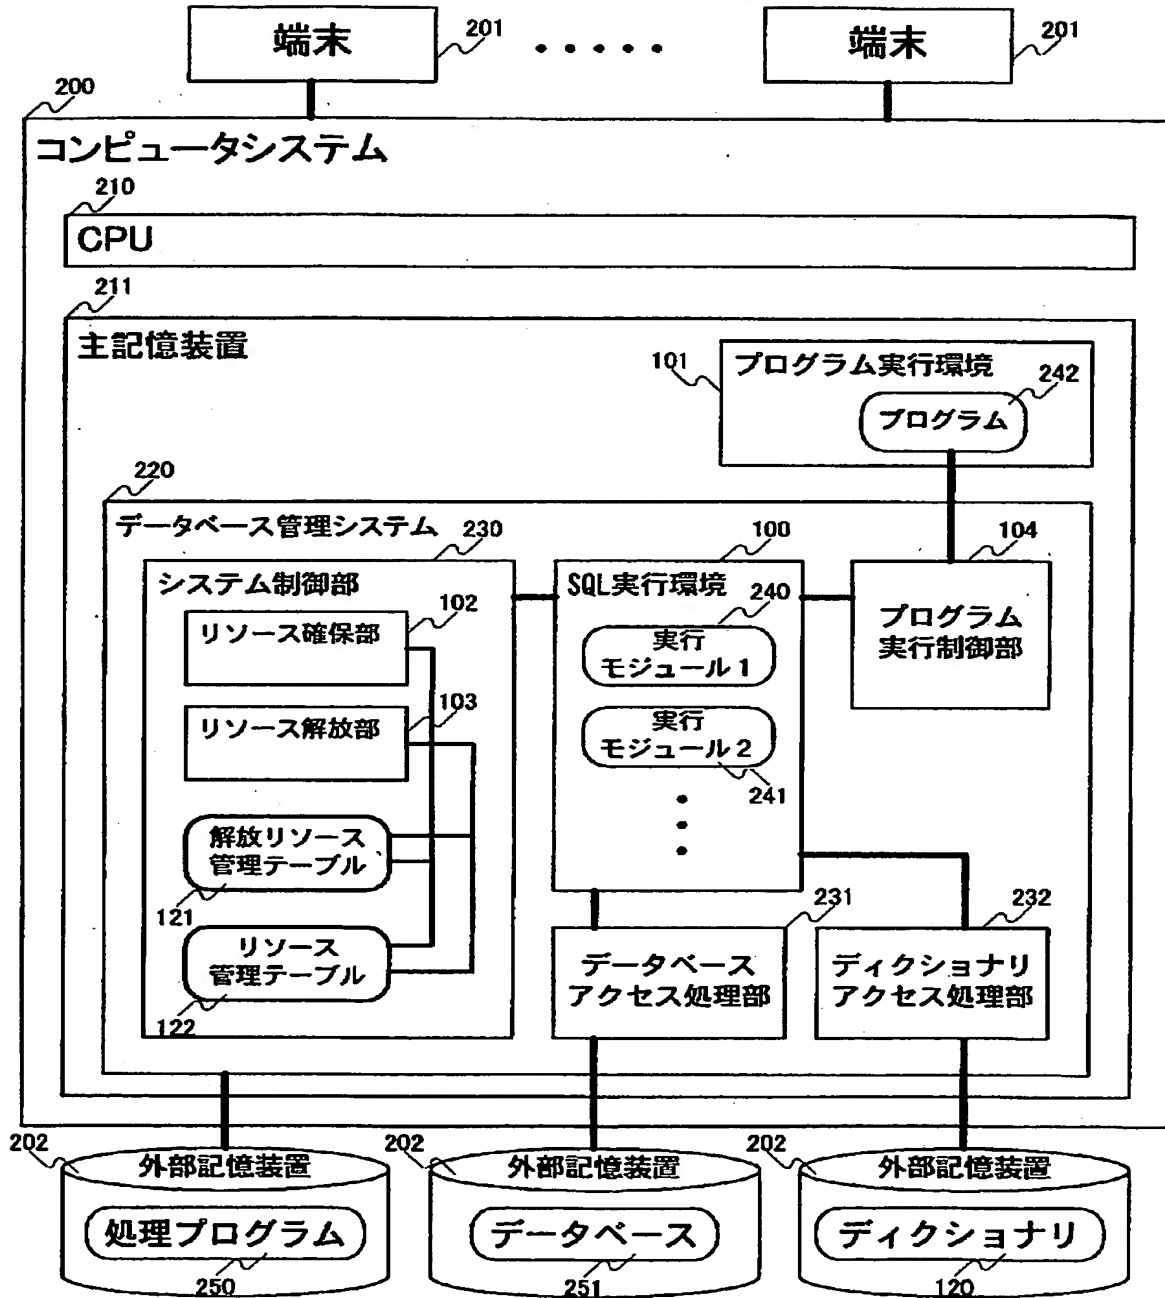 端末
201
端末
201
200
コンピュータシステム
210
CPU
211
主記憶装置
101
プログラム実行環境
242
プログラム
220
データベース管理システム
230
システム制御部
102
リソース確保部
103
リソース解放部
解放リソース
管理テーブル
121
リソース
管理テーブル
122
100
SQL実行環境
240
実行
モジュール1
実行
モジュール2
241
104
プログラム
実行制御部
231
データベース
アクセス処理部
232
ディクショナリ
アクセス処理部
202
外部記憶装置
処理プログラム
250
202
外部記憶装置
データベース
251
202
外部記憶装置
ディクショナリ
120